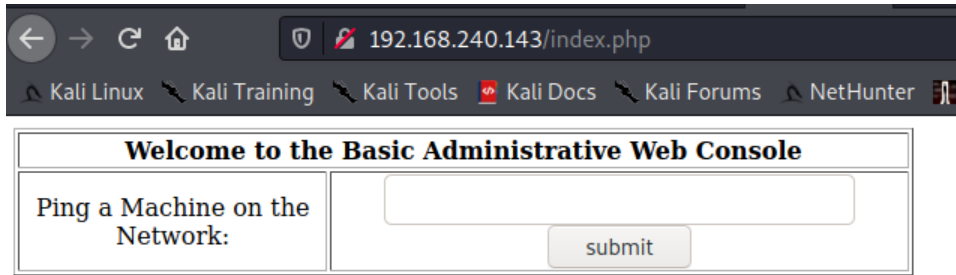 192.168.240.143/index.php
Kali Linux Kali Training Kali Tools Kali Docs Kali Forums NetHunter
Welcome to the Basic Administrative Web Console
Ping a Machine on the
Network:
submit